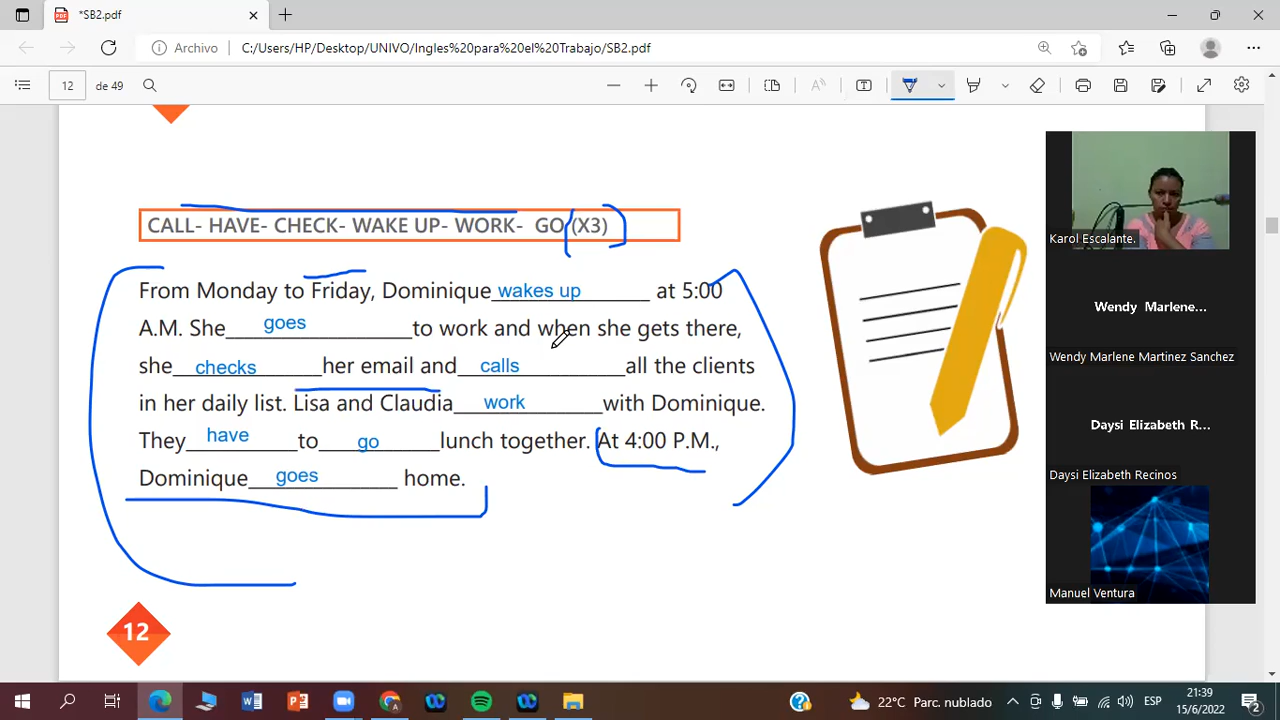 *SB2.pdf
Archivo C:/Users/HP/Desktop/UNIVO/Ingles%20para%20el%20Trabajo/SB2.pdf
12 de 49
CALL- HAVE- CHECK- WAKE UP- WORK- GO (X3)
From Monday to Friday, Dominique wakes up at 5:00
A.M. She goes to work and when she gets there,
she checks her email and calls all the clients
in her daily list. Lisa and Claudia work with Dominique.
They have to go lunch together. At 4:00 P.M.,
Dominique goes home.
12
Karol Escalante.
Wendy Marlene...
Wendy Marlene Martinez Sanchez
Daysi Elizabeth R...
Daysi Elizabeth Recinos
Manuel Ventura
22°C Parc. nublado ESP 21:39
15/6/2022
2